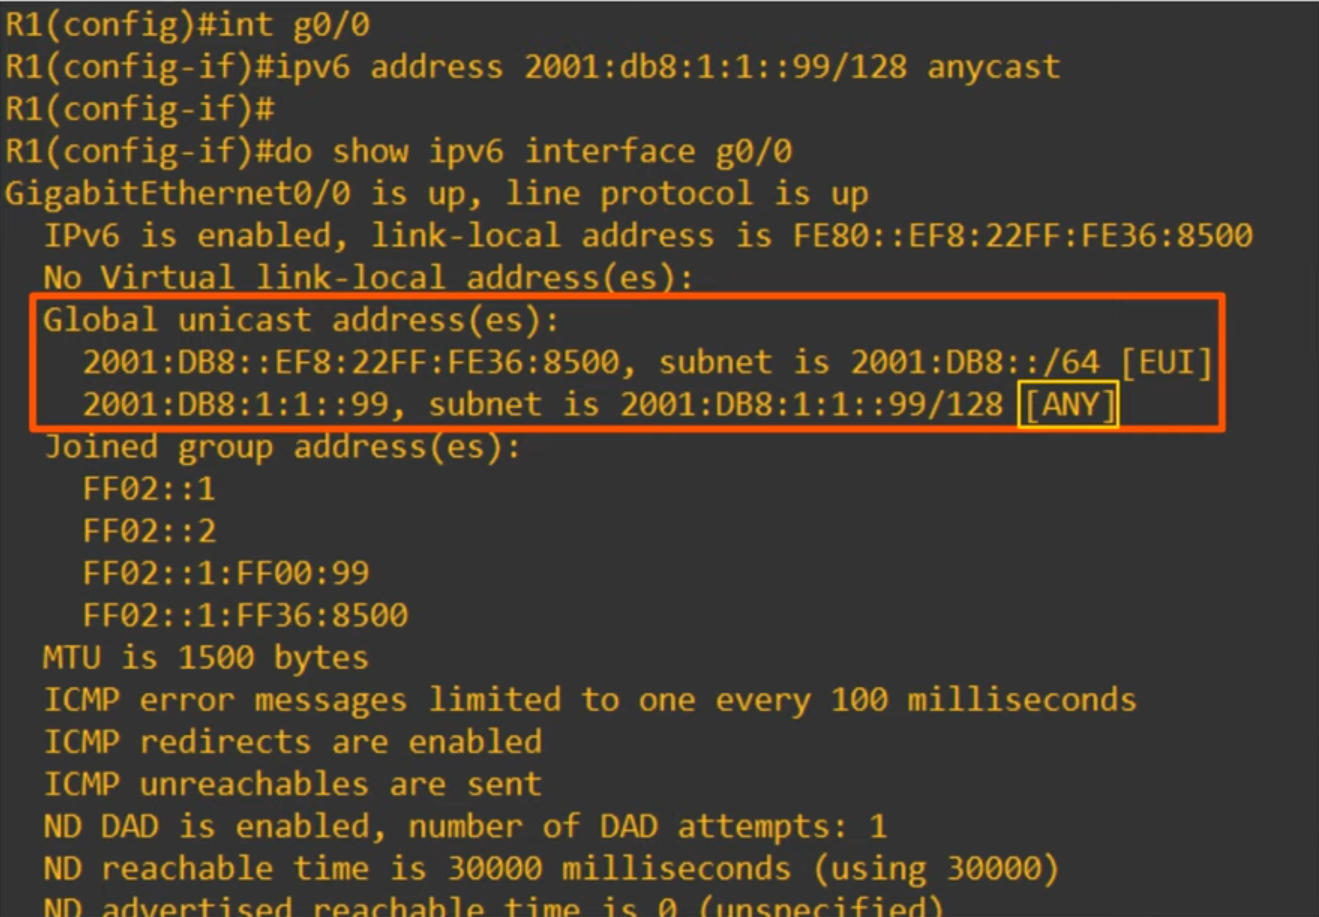 R1(config)#int g0/0
R1(config-if)#ipv6 address 2001:db8:1:1::99/128 anycast
R1(config-if)#
R1(config-if)#do show ipv6 interface g0/0
GigabitEthernet0/0 is up, line protocol is up
IPv6 is enabled, link-local address is FE80::EF8:22FF:FE36:8500
No Virtual link-local address(es):
Global unicast address(es):
2001:DB8::EF8:22FF:FE36:8500, subnet is 2001:DB8::/64 [EUI]
2001:DB8:1:1::99, subnet is 2001:DB8:1:1::99/128 [ANY]
Joined group address(es):
FF02::1
FF02::2
FF02::1:FF00:99
FF02::1:FF36:8500
MTU is 1500 bytes
ICMP error messages limited to one every 100 milliseconds
ICMP redirects are enabled
ICMP unreachables are sent
ND DAD is enabled, number of DAD attempts: 1
ND reachable time is 30000 milliseconds (using 30000)
ND advertised reachable time is 0 (unspecified)